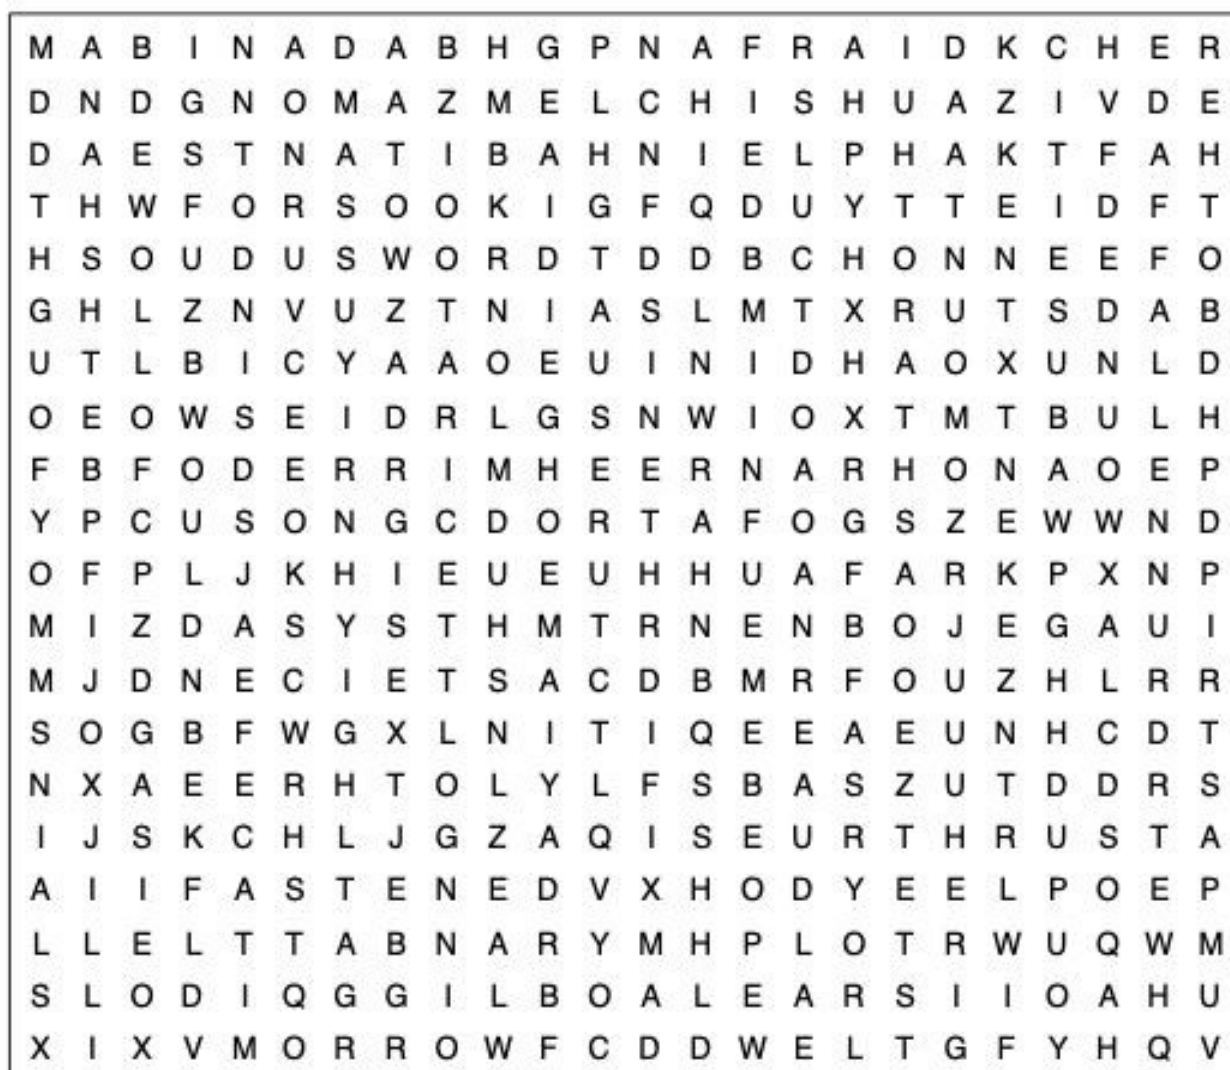 M A B I N A D A B H G P N A F R A I D K C H E R
D N D G N O M A Z M E L C H I S H U A Z I V D E
D A E S T N A T I B A H N I E L P H A K T F A H
T H W F O R S O O K I G F Q D U Y T T E I D F T
H S O U D U S W O R D T D D B C H O N N E E F O
G H L Z N V U Z T N I A S L M T X R U T S D A B
U T L B I C Y A A O E U I N I D H A O X U N L D
O E O W S E I D R L G S N W I O X T M T B U L H
F B F O D E R R I M H E E R N A R H O N A O E P
Y P C U S O N G C D O R T A F O G S Z E W W N D
O F P L J K H I E U E U H H U A F A R K P X N P
M I Z D A S Y S T H M T R N E N B O J E G A U I
M J D N E C I E T S A C D B M R F O U Z H L R R
S O G B F W G X L N I T I Q E E A E U N H C D T
N X A E E R H T O L Y L F S B A S Z U T D D R S
I J S K C H L J G Z A Q I S E U R T H R U S T A
A I I F A S T E N E D V X H O D Y E E L P O E P
L L E L T T A B N A R Y M H P L O T R W U Q W M
S L O D I Q G G I L B O A L E A R S I I O A H U
X I X V M O R R O W F C D D W E L T G F Y H Q V